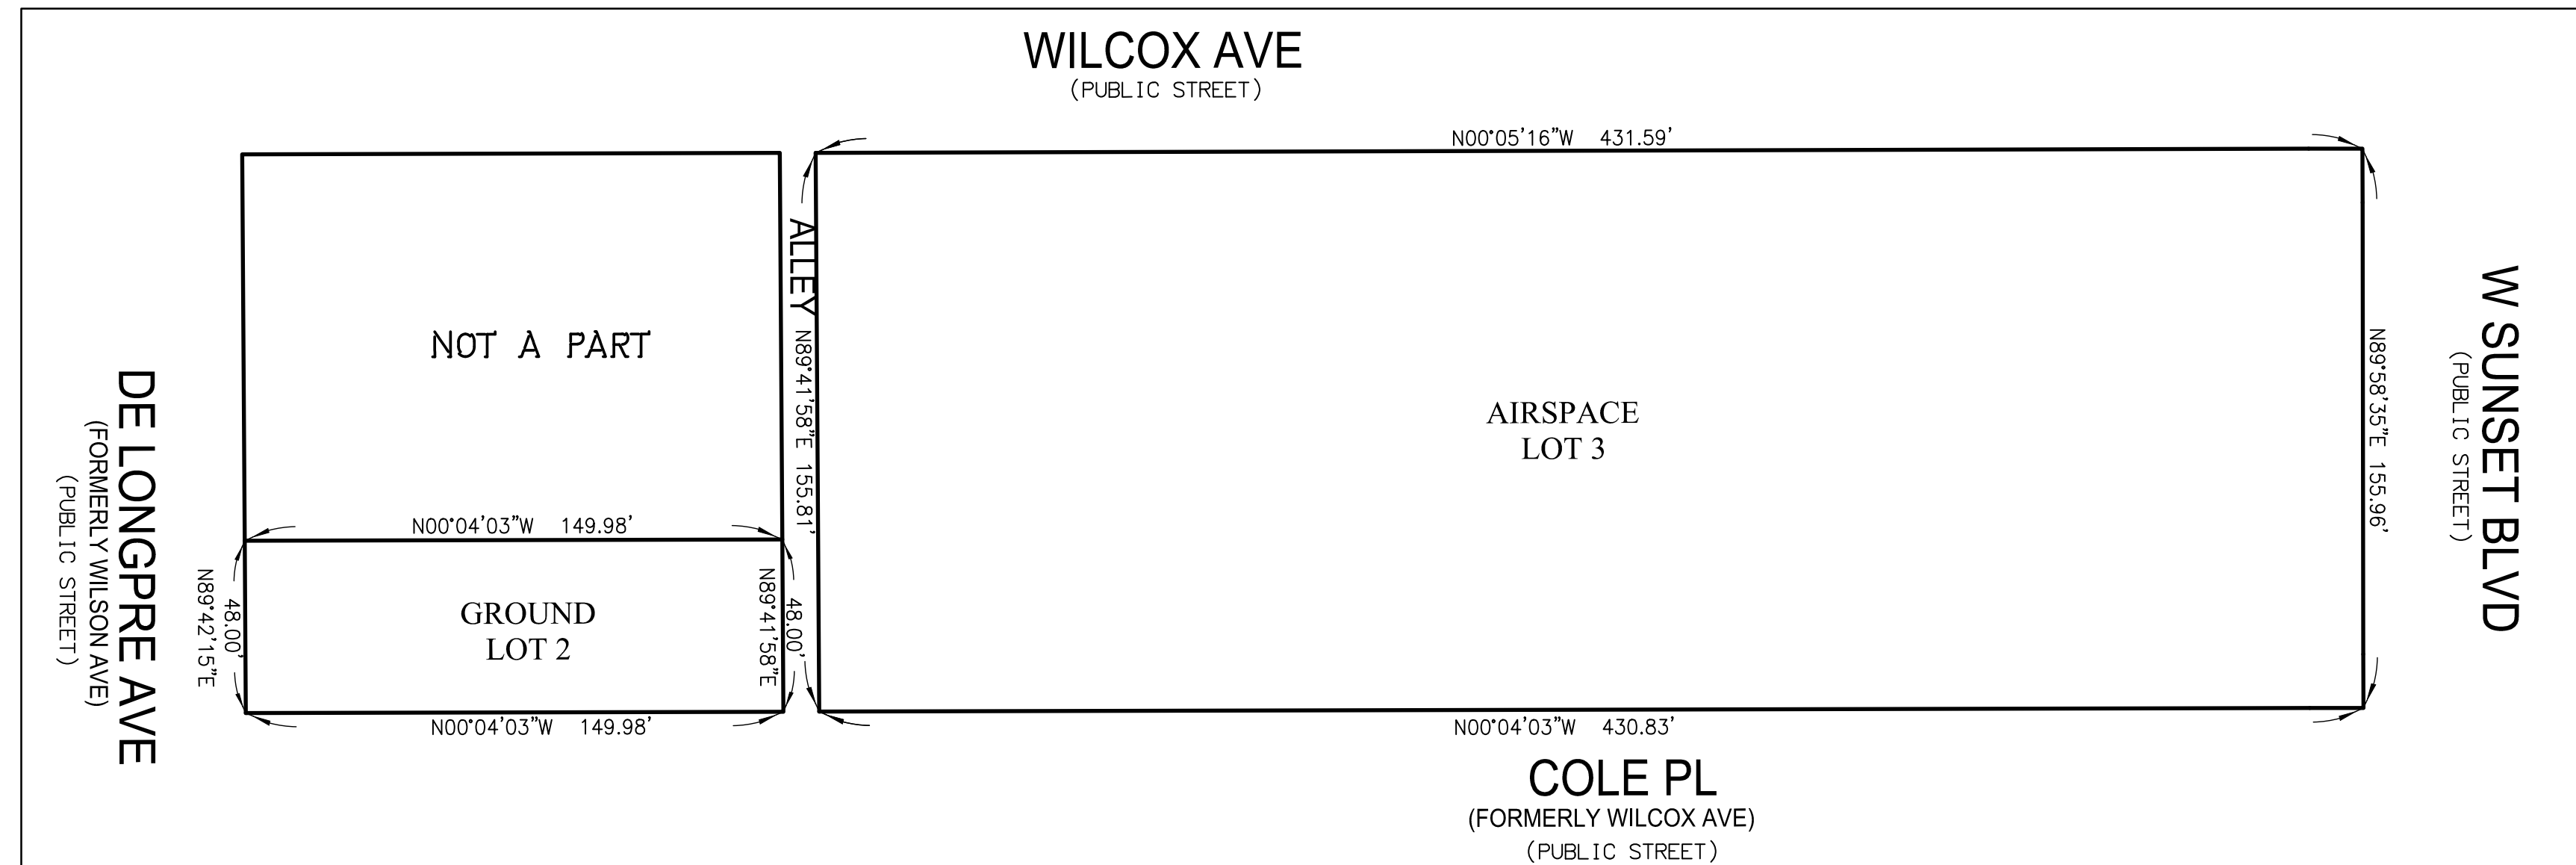 WILCOX AVE
(PUBLIC STREET)
N00°05'16"W 431.59'
ALLEY
N89°41'58"E 155.81'
NOT A PART
AIRSPACE
LOT 3
N89°58'35"E 155.96'
W SUNSET BLVD
(PUBLIC STREET)
DE LONGPRE AVE
(FORMERLY WILSON AVE)
(PUBLIC STREET)
N00°04'03"W 149.98'
48.00'
N89°42'15"E
GROUND
LOT 2
48.00'
N89°41'58"E
N00°04'03"W 149.98'
N00°04'03"W 430.83'
COLE PL
(FORMERLY WILCOX AVE)
(PUBLIC STREET)